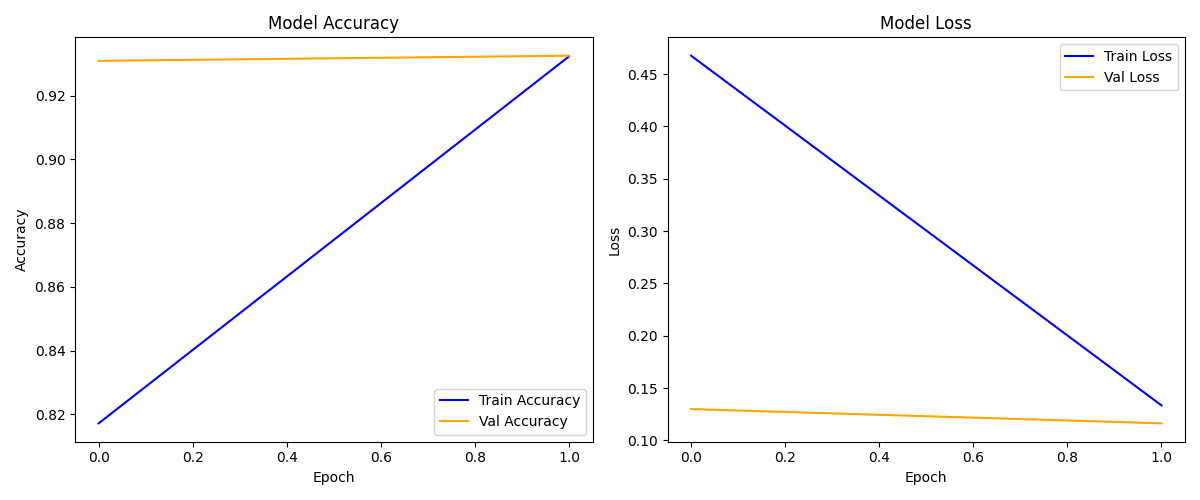 Model Accuracy
Accuracy
0.92
0.90
0.88
0.86
0.84
0.82
0.0 0.2 0.4 0.6 0.8 1.0
Epoch
Train Accuracy
Val Accuracy
Model Loss
Loss
0.45
0.40
0.35
0.30
0.25
0.20
0.15
0.10
0.0 0.2 0.4 0.6 0.8 1.0
Epoch
Train Loss
Val Loss